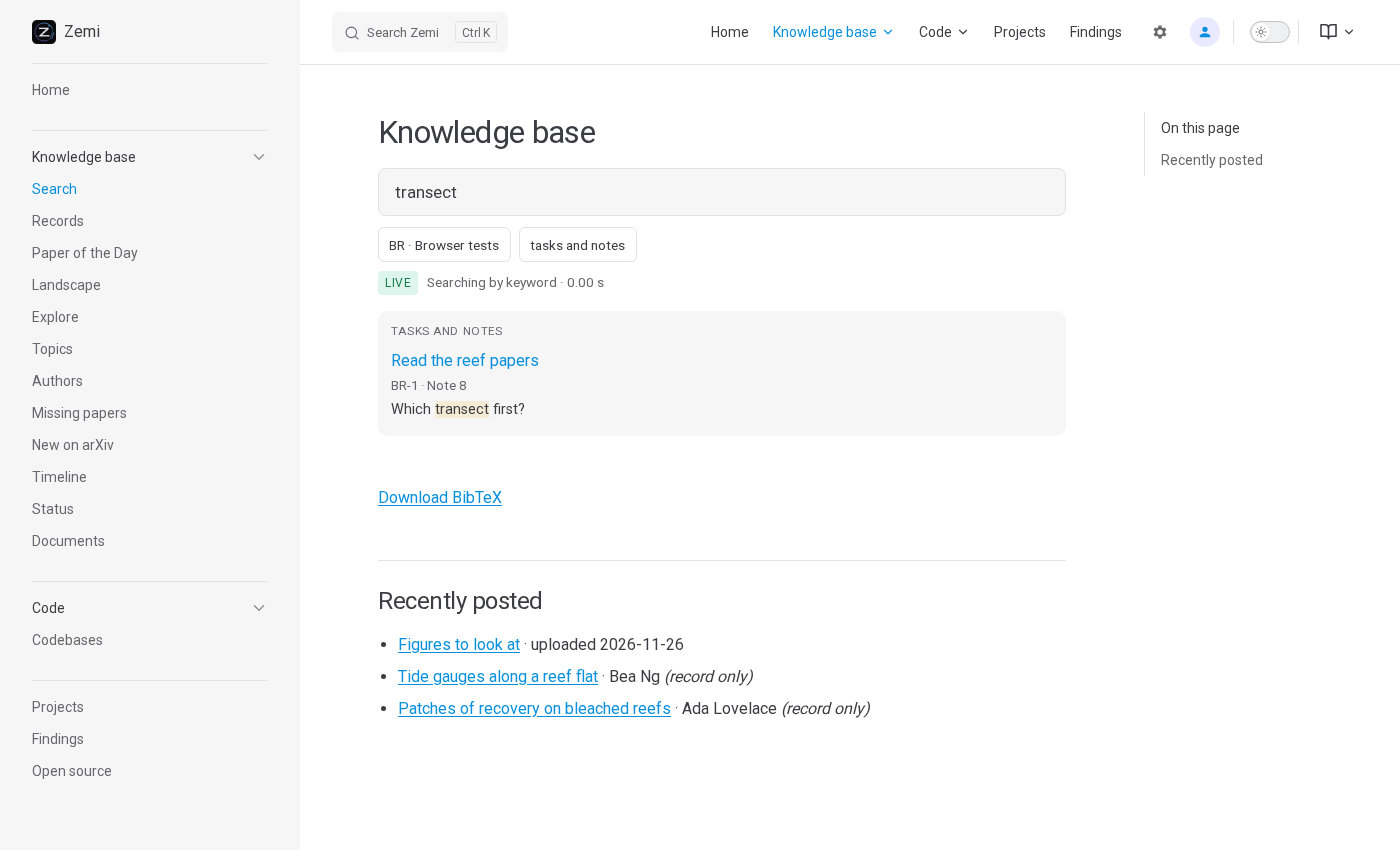 Zemi
Search Zemi
Ctrl K
Home
Knowledge base
Code
Projects
Findings
Home
Knowledge base
Search
Records
Paper of the Day
Landscape
Explore
Topics
Authors
Missing papers
New on arXiv
Timeline
Status
Documents
Code
Codebases
Projects
Findings
Open source
Knowledge base
transect
BR · Browser tests
tasks and notes
LIVE Searching by keyword · 0.00 s
TASKS AND NOTES
Read the reef papers
BR-1 · Note 8
Which transect first?
Download BibTeX
Recently posted
Figures to look at · uploaded 2026-11-26
Tide gauges along a reef flat · Bea Ng (record only)
Patches of recovery on bleached reefs · Ada Lovelace (record only)
On this page
Recently posted